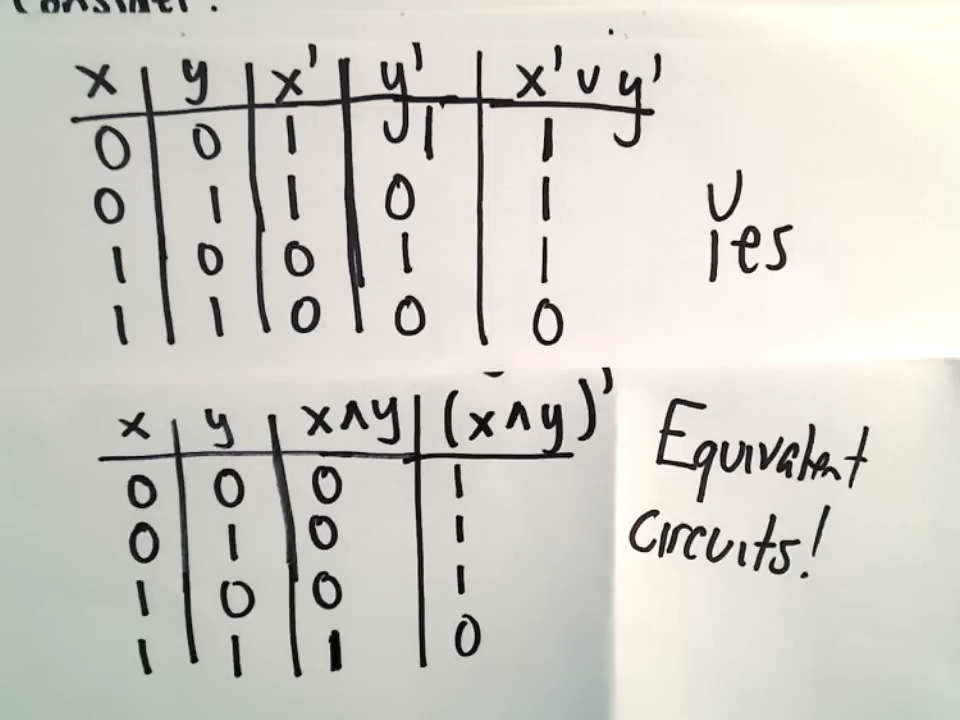 Consider:
x y x' y' x' ∨ y'
0 0 1 1 1
0 1 1 0 1
1 0 0 1 1
1 1 0 0 0
Yes
x y x∧y (x∧y)'
0 0 0 1
0 1 0 1
1 0 0 1
1 1 1 0
Equivalent
circuits!